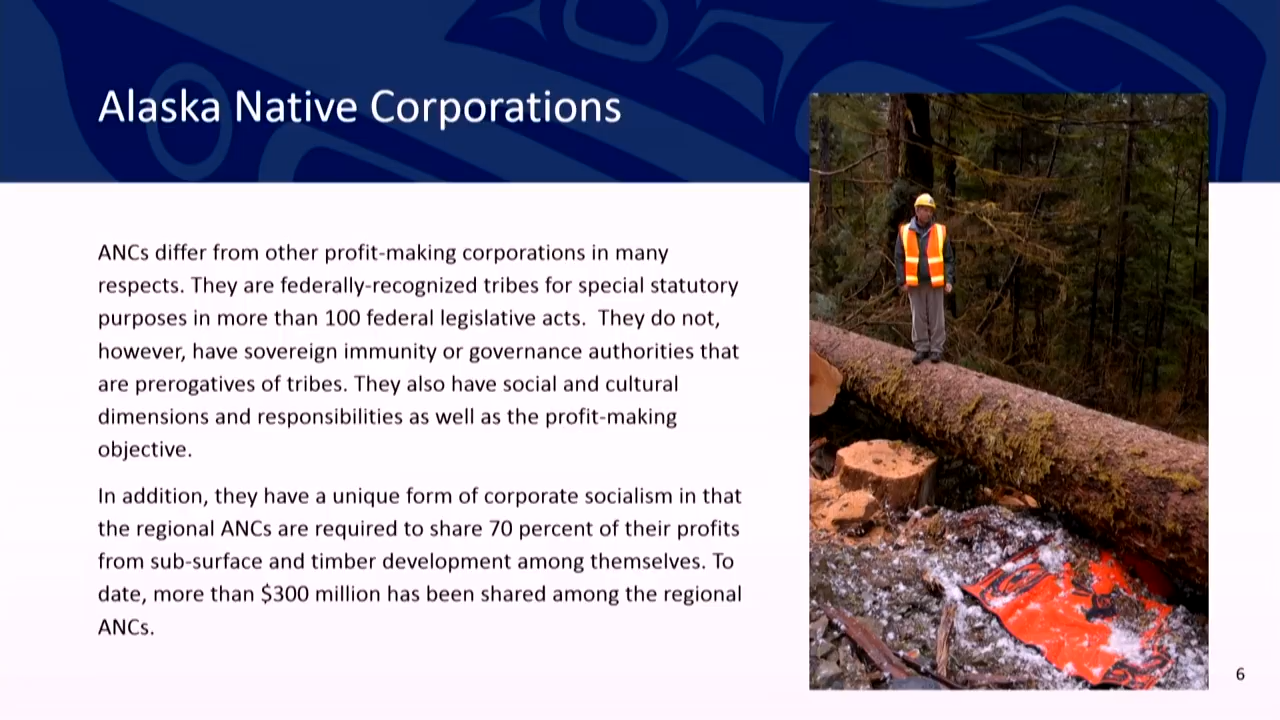 Alaska Native Corporations
ANCs differ from other profit-making corporations in many
respects. They are federally-recognized tribes for special statutory
purposes in more than 100 federal legislative acts.  They do not,
however, have sovereign immunity or governance authorities that
are prerogatives of tribes. They also have social and cultural
dimensions and responsibilities as well as the profit-making
objective.
In addition, they have a unique form of corporate socialism in that
the regional ANCs are required to share 70 percent of their profits
from sub-surface and timber development among themselves. To
date, more than $300 million has been shared among the regional
ANCs.
6